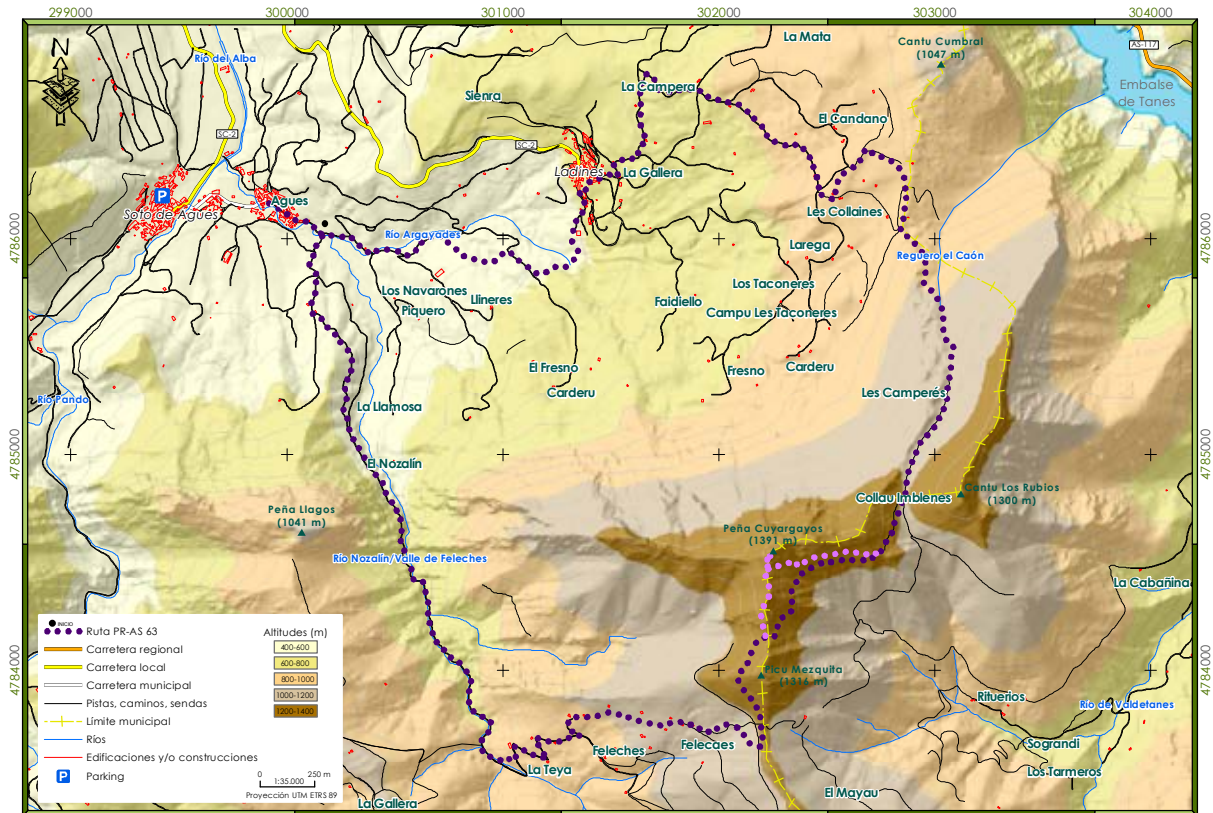 299000
300000
301000
302000
303000
304000
4786000
4785000
4784000
4786000
4785000
4784000
N
Río del Alba
La Mata
Cantu Cumbral
(1047 m)
AS-117
Embalse
de Tanes
La Campera
Sienra
El Candano
SC-2
SC-2
Ladines
La Gallera
P
Soto de Agues
Agues
Les Collaines
Río Argayades
Larega
Reguero el Caón
Los Navarones
Llineres
Piquero
Los Taconeres
Faidiello
Campu Les Taconeres
El Fresno
Carderu
Fresno
Carderu
Río Pando
La Llamosa
Les Camperés
El Nozalín
Collau Imblenes
Cantu Los Rubios
(1300 m)
Peña Llagos
(1041 m)
Peña Cuyargayos
(1391 m)
Río Nozalín/Valle de Feleches
La Cabañina
Picu Mezquita
(1316 m)
Rituerios
Río de Valdetanes
Felecaes
Feleches
La Teya
Sograndi
Los Tarmeros
El Mayau
La Gallera
INICIO
Ruta PR-AS 63
Carretera regional
Carretera local
Carretera municipal
Pistas, caminos, sendas
Límite municipal
Ríos
Edificaciones y/o construcciones
P Parking
Altitudes (m)
400-600
600-800
800-1000
1000-1200
1200-1400
0 250 m
1:35.000
Proyección UTM ETRS 89